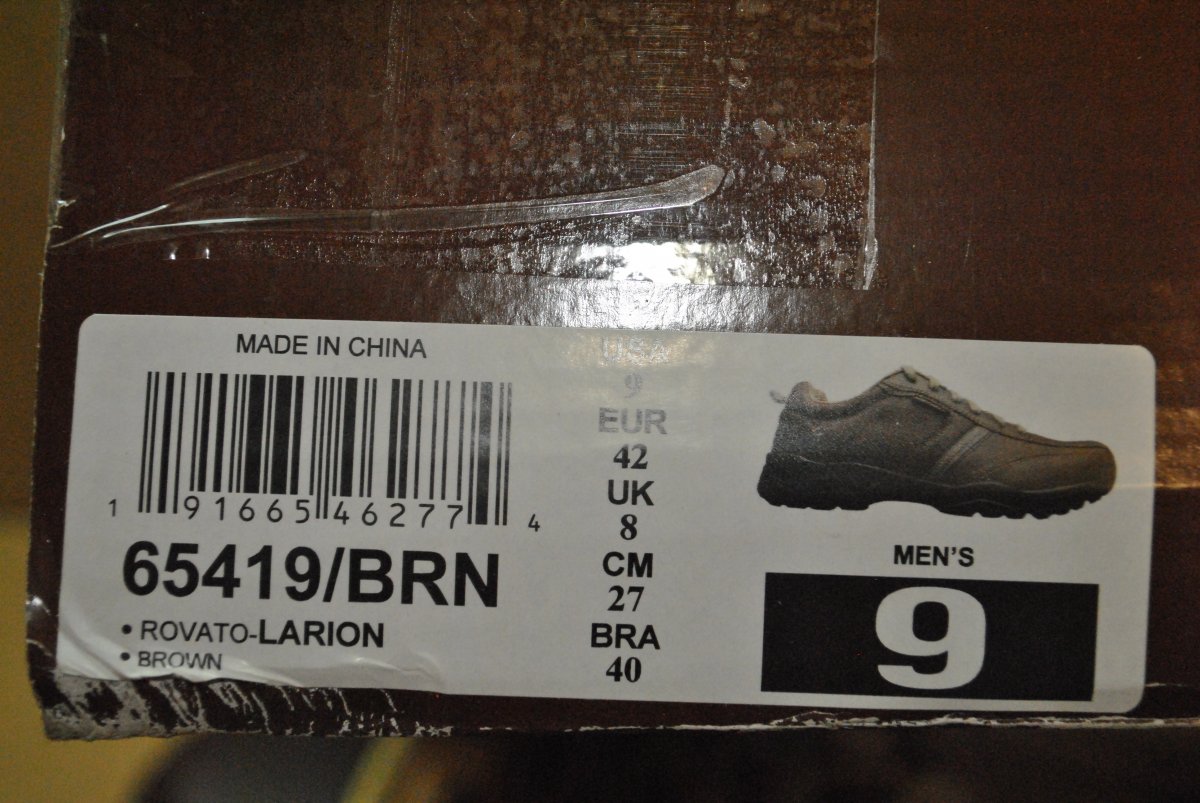 MADE IN CHINA
1 91665 46277 4
65419/BRN
• ROVATO-LARION
• BROWN
USA
9
EUR
42
UK
8
CM
27
BRA
40
MEN'S
9